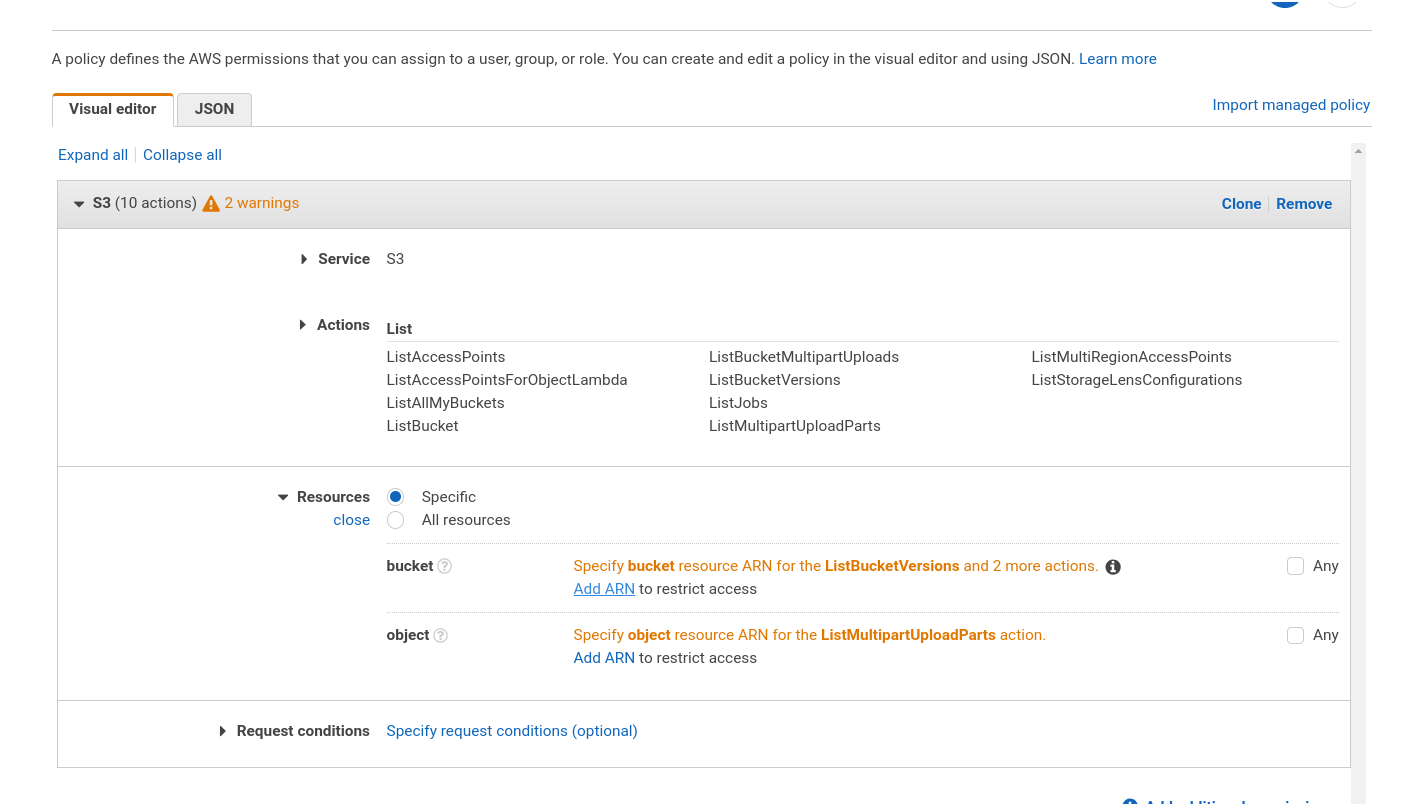 A policy defines the AWS permissions that you can assign to a user, group, or role. You can create and edit a policy in the visual editor and using JSON. Learn more
Visual editor JSON Import managed policy
Expand all Collapse all
S3 (10 actions) 2 warnings Clone Remove
Service S3
Actions List
ListAccessPoints ListBucketMultipartUploads ListMultiRegionAccessPoints
ListAccessPointsForObjectLambda ListBucketVersions ListStorageLensConfigurations
ListAllMyBuckets ListJobs
ListBucket ListMultipartUploadParts
Resources Specific
close All resources
bucket Specify bucket resource ARN for the ListBucketVersions and 2 more actions. Any
Add ARN to restrict access
object Specify object resource ARN for the ListMultipartUploadParts action. Any
Add ARN to restrict access
Request conditions Specify request conditions (optional)